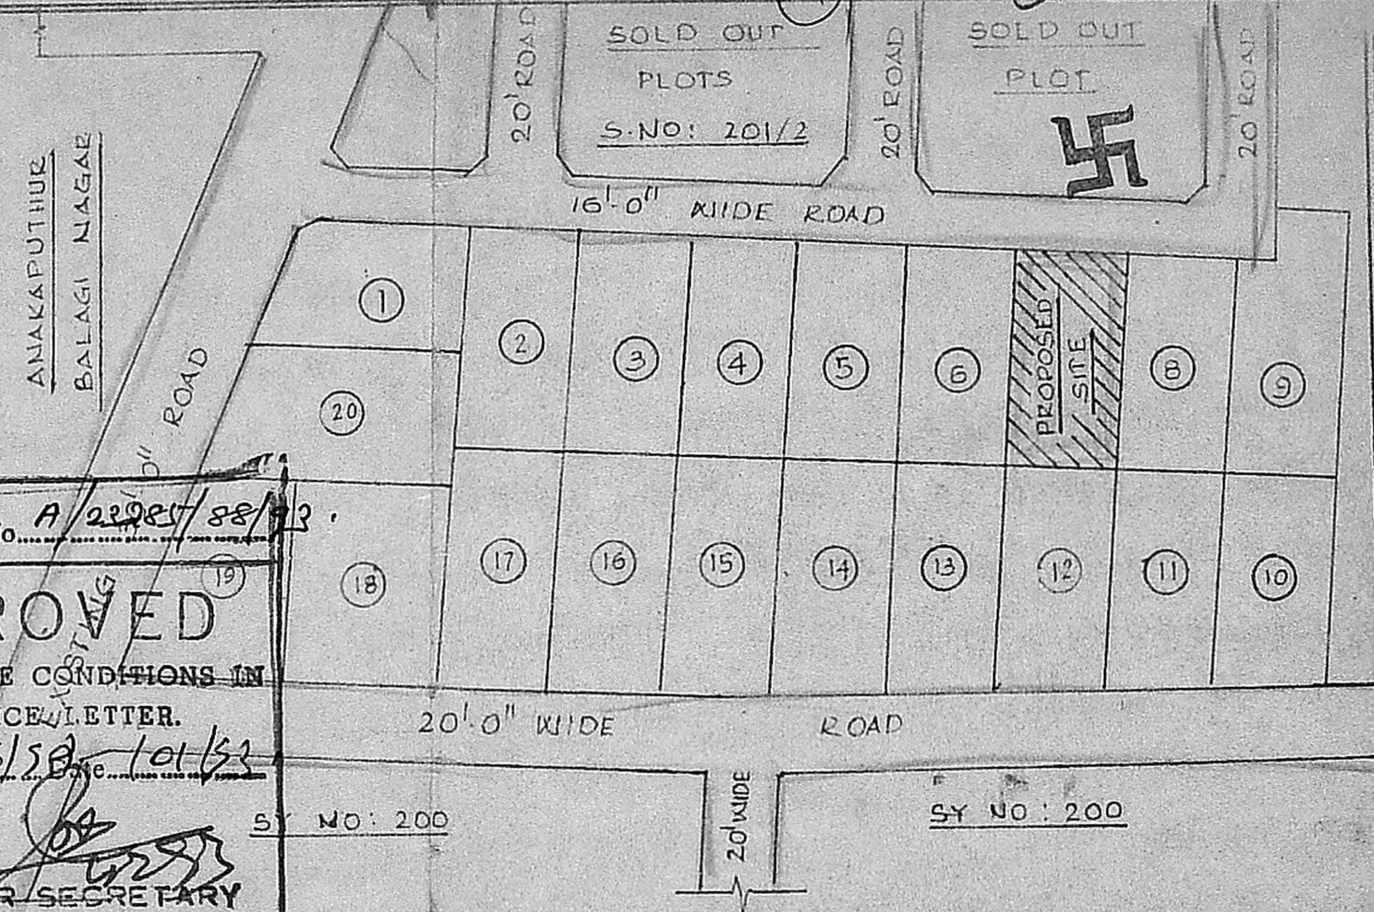 20' ROAD
SOLD OUT
PLOTS
S.NO: 201/2
20' ROAD
SOLD OUT
PLOT
20' ROAD
ANAKAPUTHUR
BALAGI NAGAR
16'-0" WIDE ROAD
1
2
3
4
5
6
PROPOSED
SITE
8
9
20
ROAD
19
18
17
16
15
14
13
12
11
10
ROVED
E CONDITIONS IN
CE LETTER.
Date
R SECRETARY
20'-0" WIDE ROAD
20' WIDE
SY NO: 200
SY NO: 200